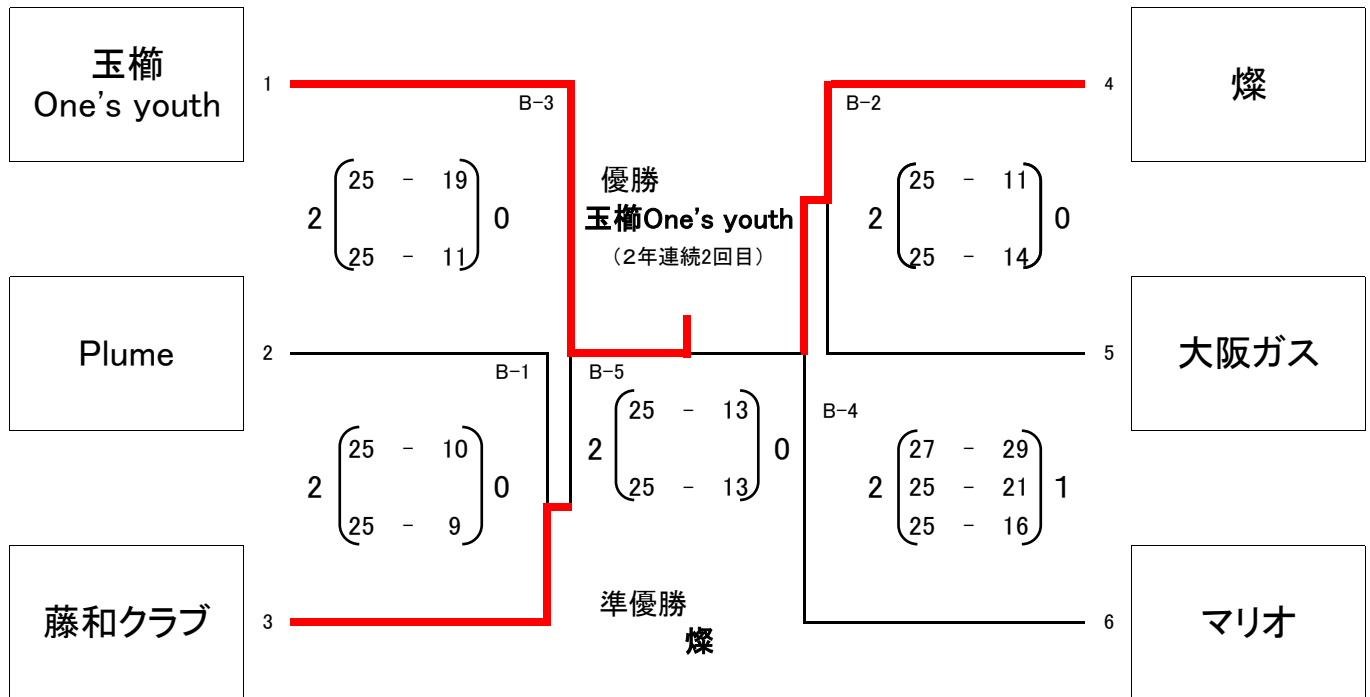 玉櫛
One's youth
1
B-3
B-2
4
燦
2
25 - 19
25 - 11
0
優勝
玉櫛One's youth
(2年連続2回目)
2
25 - 11
25 - 14
0
Plume
2
B-1
B-5
B-4
5
大阪ガス
2
25 - 10
25 - 9
0
2
25 - 13
25 - 13
0
2
27 - 29
25 - 21
25 - 16
1
藤和クラブ
3
準優勝
燦
6
マリオ